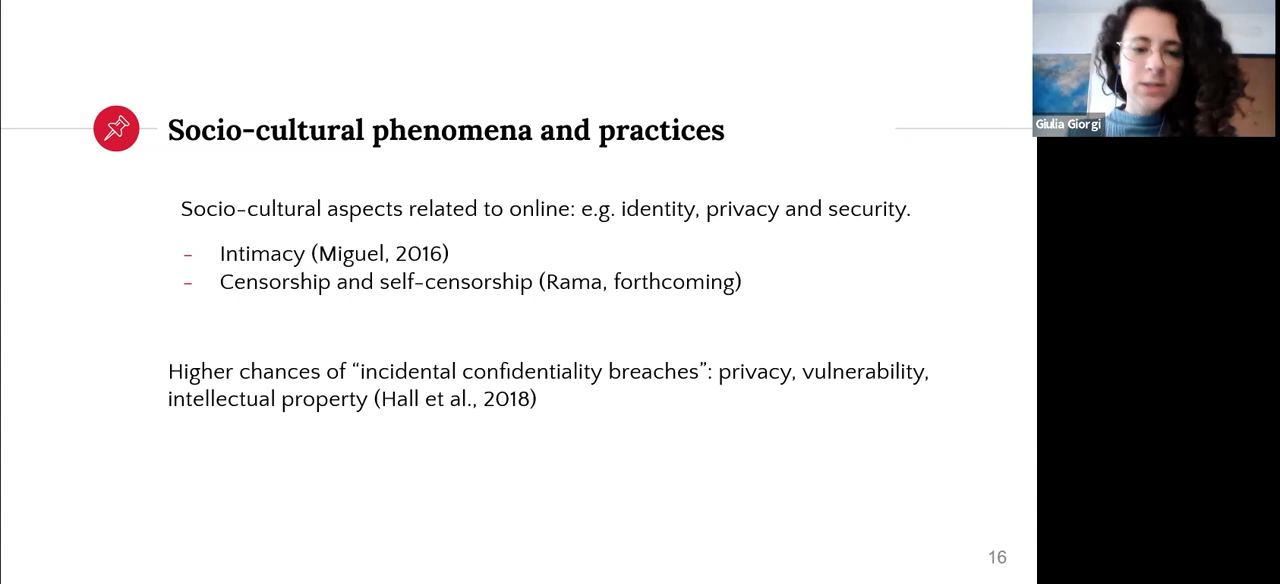 Giulia Giorgi
Socio-cultural phenomena and practices
Socio-cultural aspects related to online: e.g. identity, privacy and security.
- Intimacy (Miguel, 2016)
- Censorship and self-censorship (Rama, forthcoming)
Higher chances of “incidental confidentiality breaches”: privacy, vulnerability,
intellectual property (Hall et al., 2018)
16